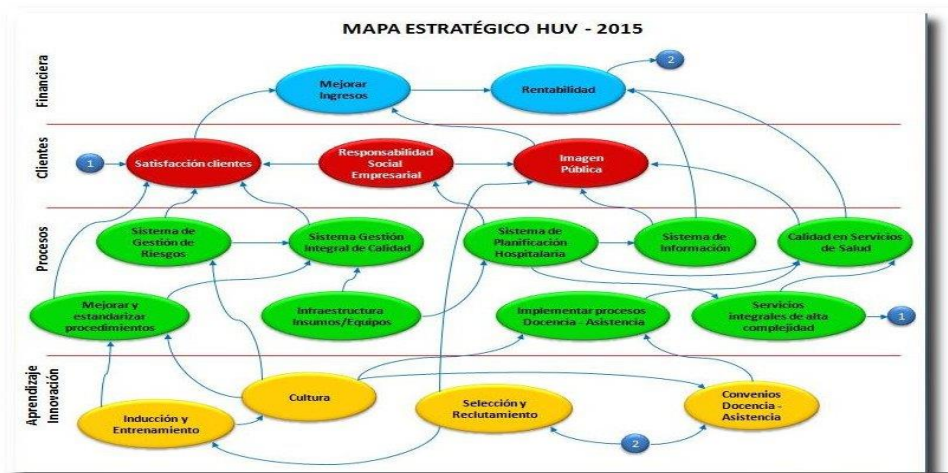 MAPA ESTRATÉGICO HUV - 2015
Financiera
Mejorar
Ingresos
Rentabilidad
2
Clientes
1
Satisfacción clientes
Responsabilidad
Social
Empresarial
Imagen
Pública
Procesos
Sistema de
Gestión de
Riesgos
Sistema Gestión
Integral de Calidad
Sistema de
Planificación
Hospitalaria
Sistema de
Información
Calidad en Servicios
de Salud
Mejorar y
estandarizar
procedimientos
Infraestructura
Insumos/Equipos
Implementar procesos
Docencia - Asistencia
Servicios
integrales de alta
complejidad
1
Aprendizaje
Innovación
Inducción y
Entrenamiento
Cultura
Selección y
Reclutamiento
Convenios
Docencia -
Asistencia
2